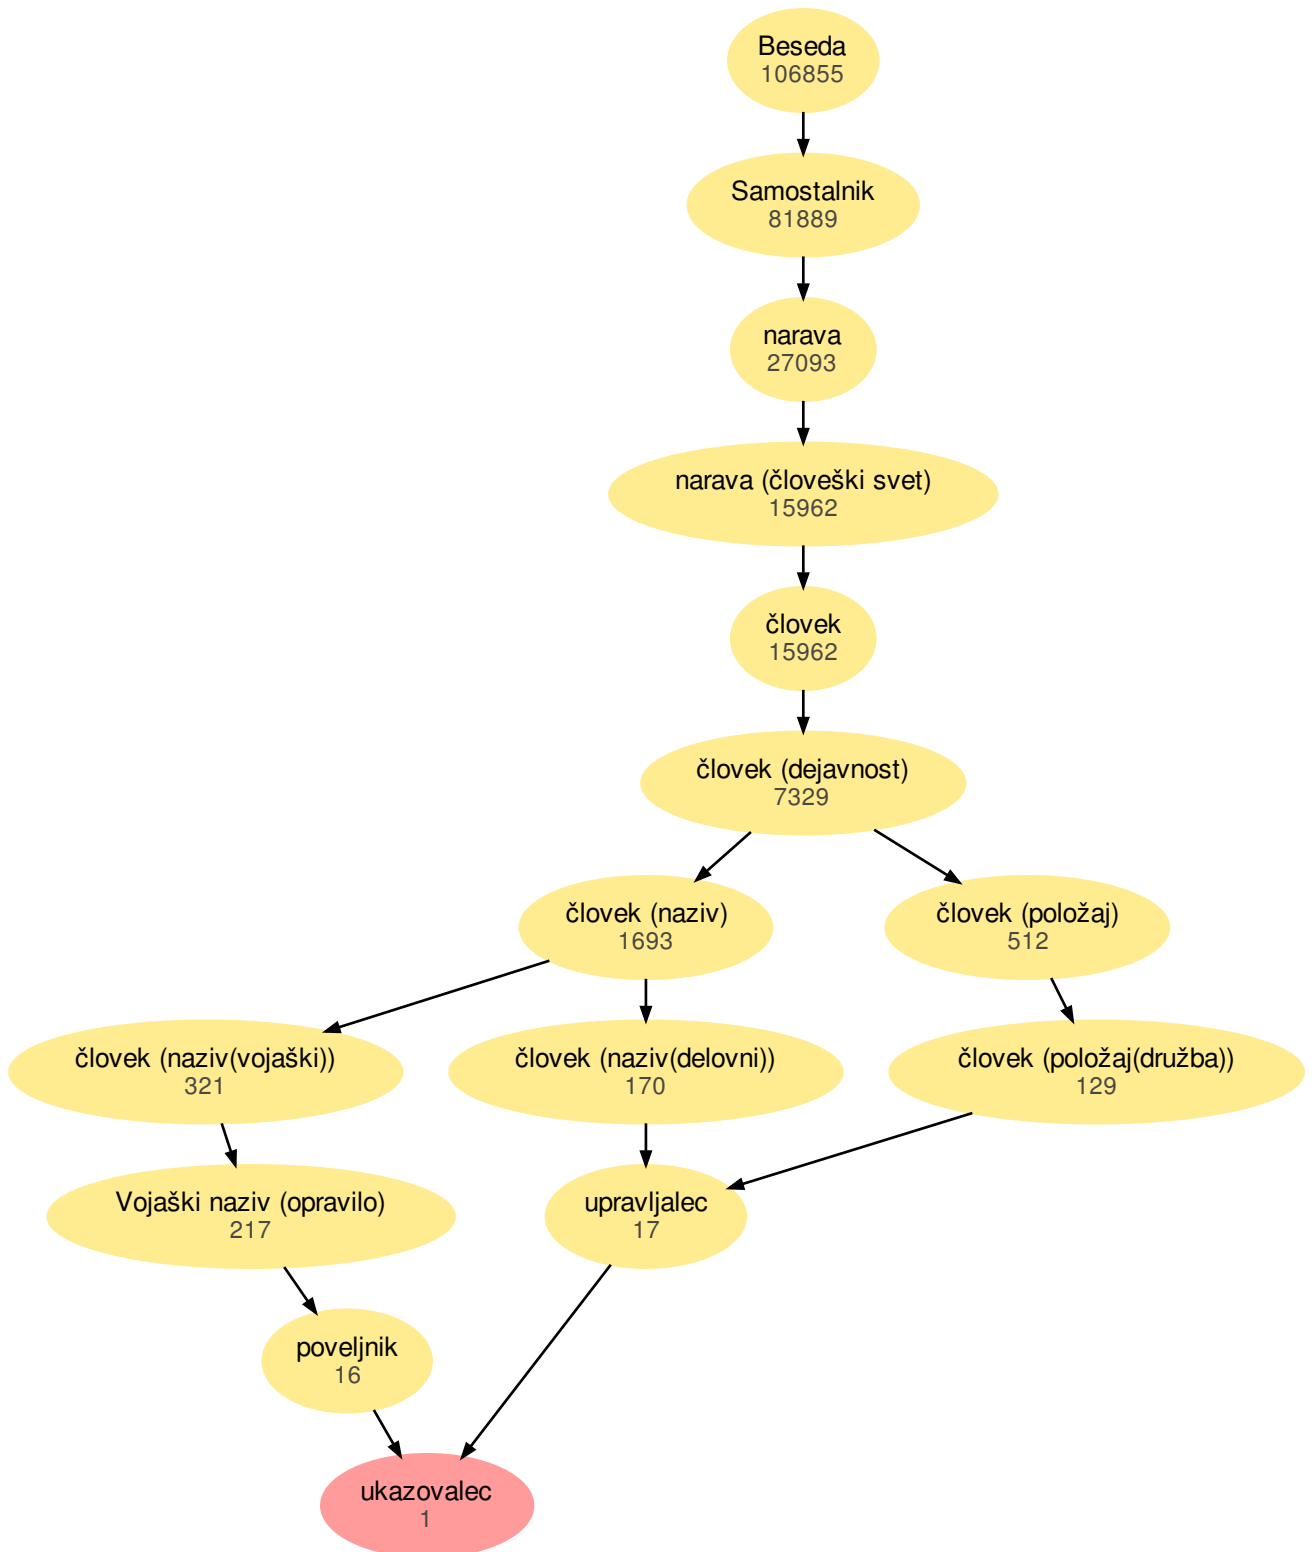 Beseda
106855
Samostalnik
81889
narava
27093
narava (človeški svet)
15962
človek
15962
človek (dejavnost)
7329
človek (naziv)
1693
človek (položaj)
512
človek (naziv(vojaški))
321
človek (naziv(delovni))
170
človek (položaj(družba))
129
Vojaški naziv (opravilo)
217
upravljalec
17
poveljnik
16
ukazovalec
1